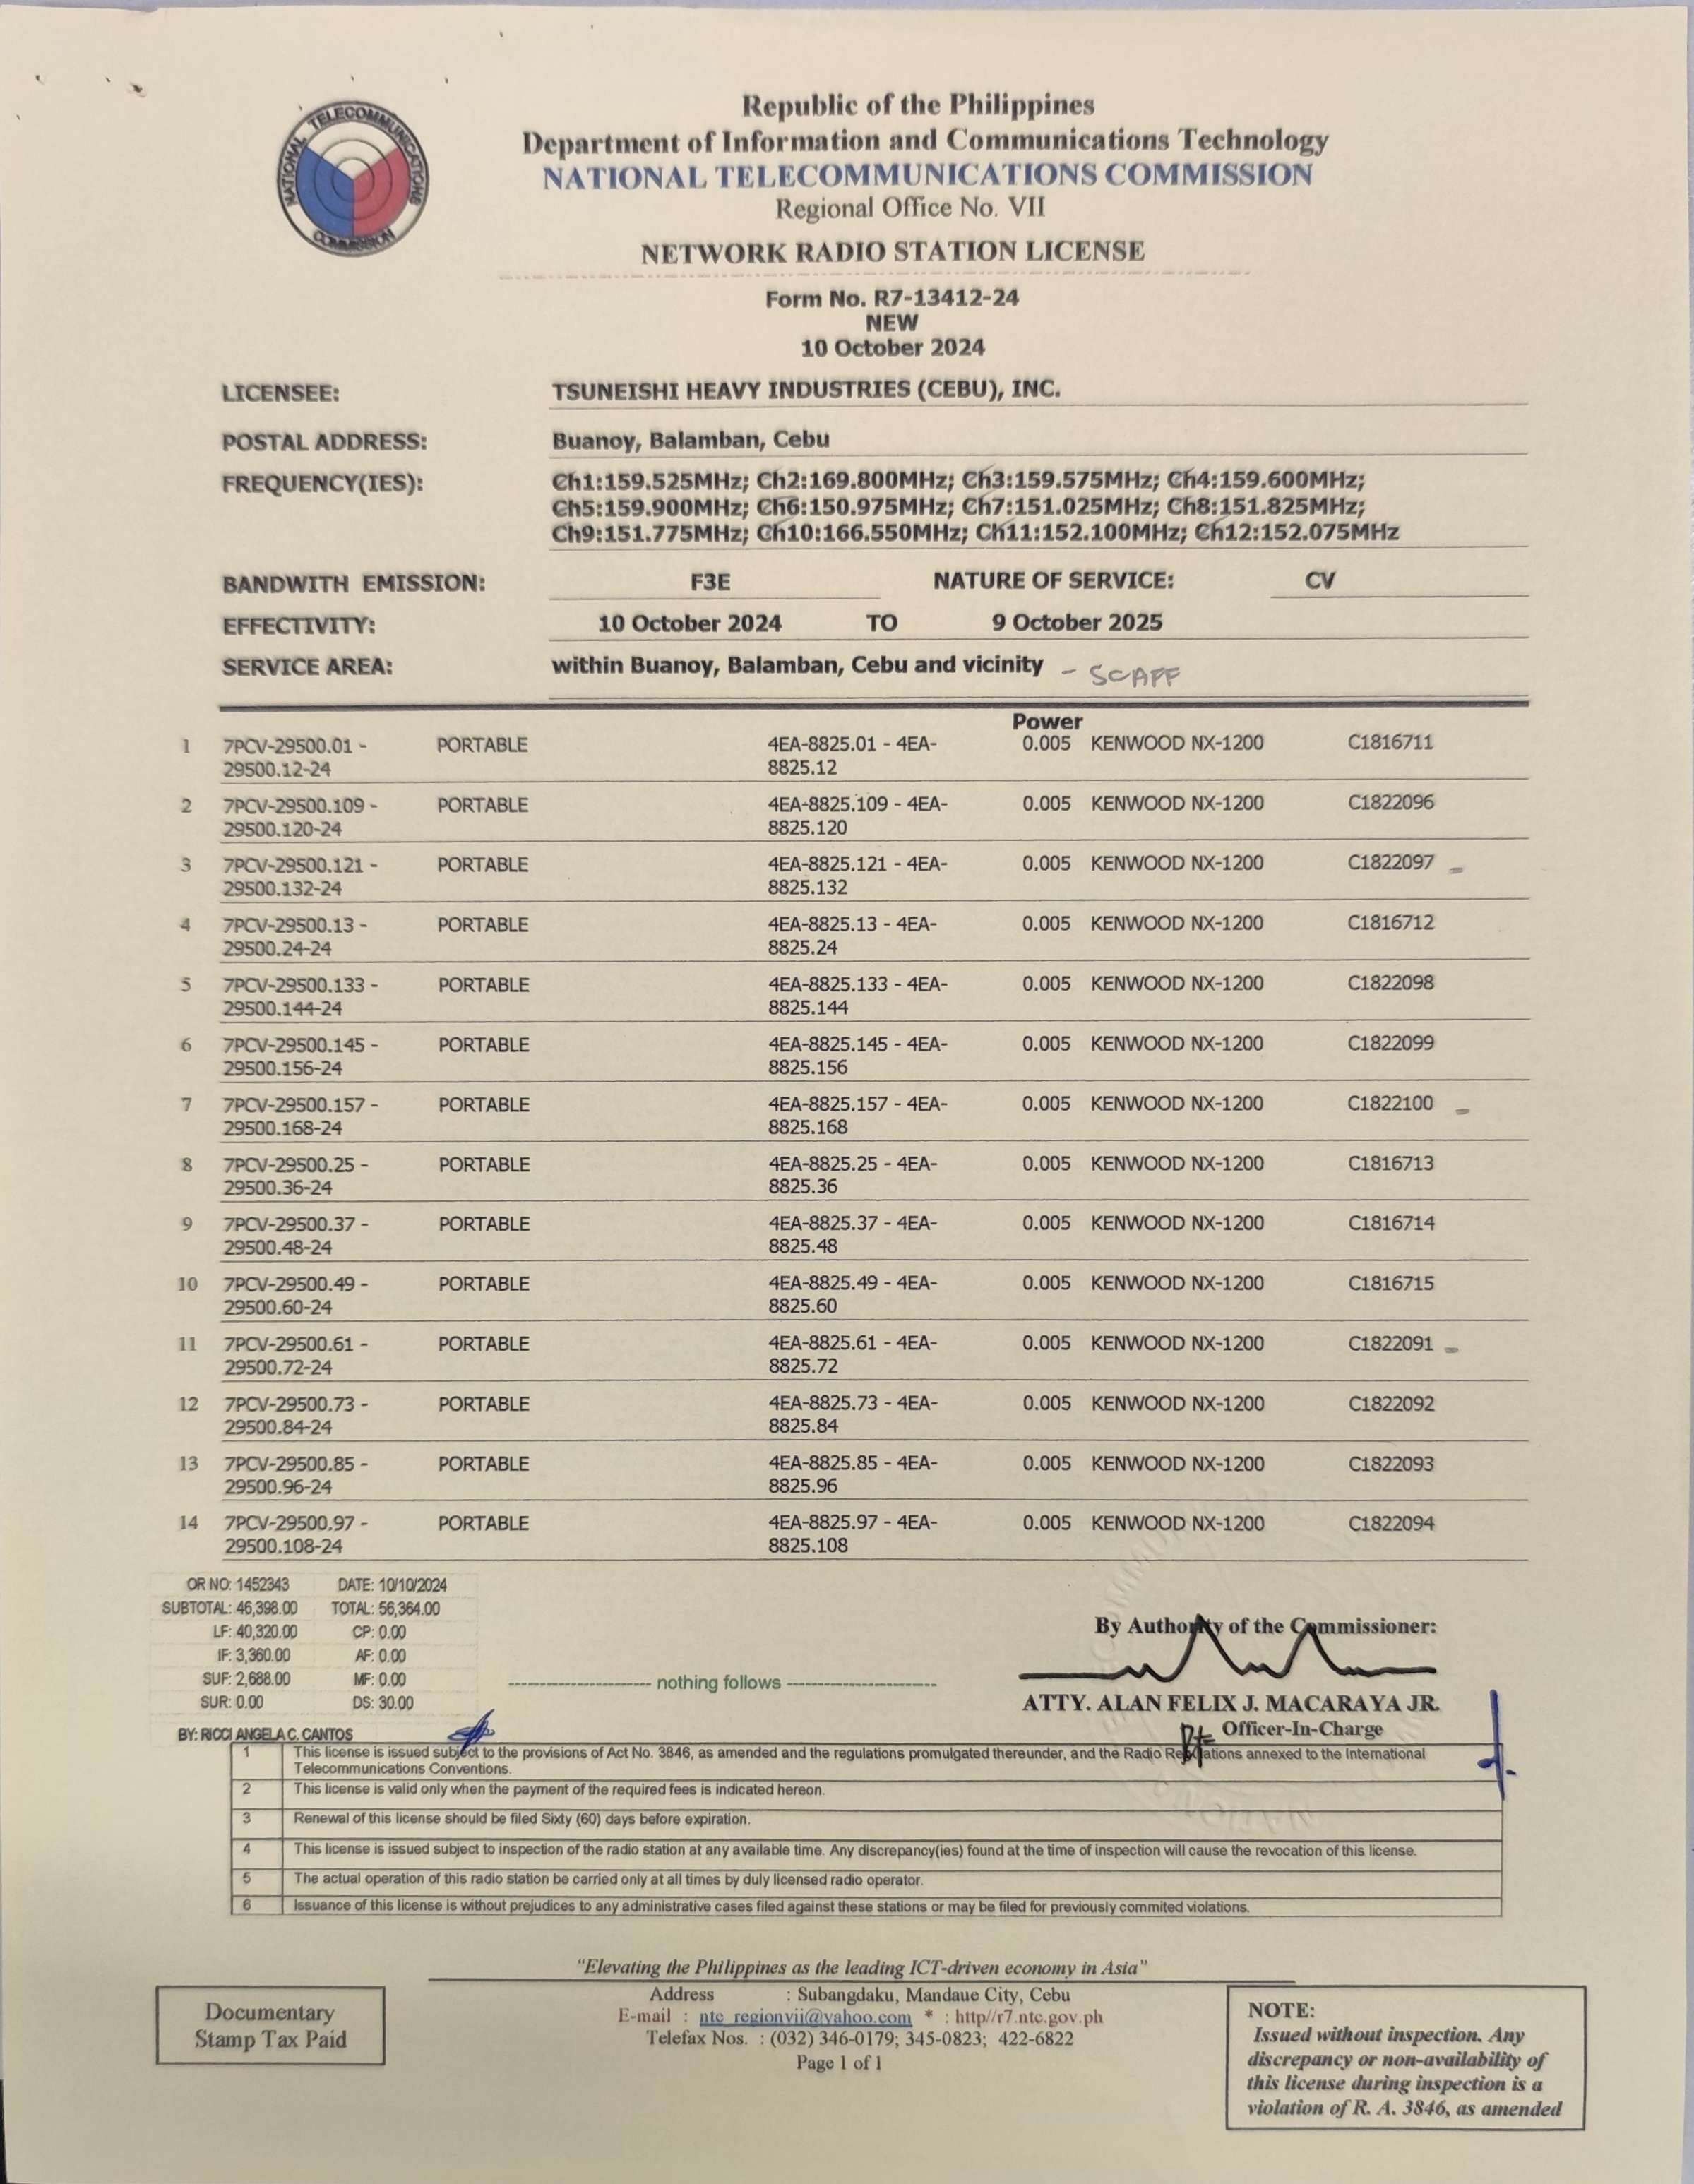 NATIONAL TELECOMMUNICATIONS
COMMISSION
Republic of the Philippines
Department of Information and Communications Technology
NATIONAL TELECOMMUNICATIONS COMMISSION
Regional Office No. VII
NETWORK RADIO STATION LICENSE
Form No. R7-13412-24
NEW
10 October 2024
LICENSEE: TSUNEISHI HEAVY INDUSTRIES (CEBU), INC.
POSTAL ADDRESS: Buanoy, Balamban, Cebu
FREQUENCY(IES): Ch1:159.525MHz; Ch2:169.800MHz; Ch3:159.575MHz; Ch4:159.600MHz;
Ch5:159.900MHz; Ch6:150.975MHz; Ch7:151.025MHz; Ch8:151.825MHz;
Ch9:151.775MHz; Ch10:166.550MHz; Ch11:152.100MHz; Ch12:152.075MHz
BANDWITH EMISSION: F3E NATURE OF SERVICE: CV
EFFECTIVITY: 10 October 2024 TO 9 October 2025
SERVICE AREA: within Buanoy, Balamban, Cebu and vicinity - SCAFF
Power
1 7PCV-29500.01 - PORTABLE 4EA-8825.01 - 4EA- 0.005 KENWOOD NX-1200 C1816711
29500.12-24 8825.12
2 7PCV-29500.109 - PORTABLE 4EA-8825.109 - 4EA- 0.005 KENWOOD NX-1200 C1822096
29500.120-24 8825.120
3 7PCV-29500.121 - PORTABLE 4EA-8825.121 - 4EA- 0.005 KENWOOD NX-1200 C1822097
29500.132-24 8825.132
4 7PCV-29500.13 - PORTABLE 4EA-8825.13 - 4EA- 0.005 KENWOOD NX-1200 C1816712
29500.24-24 8825.24
5 7PCV-29500.133 - PORTABLE 4EA-8825.133 - 4EA- 0.005 KENWOOD NX-1200 C1822098
29500.144-24 8825.144
6 7PCV-29500.145 - PORTABLE 4EA-8825.145 - 4EA- 0.005 KENWOOD NX-1200 C1822099
29500.156-24 8825.156
7 7PCV-29500.157 - PORTABLE 4EA-8825.157 - 4EA- 0.005 KENWOOD NX-1200 C1822100
29500.168-24 8825.168
8 7PCV-29500.25 - PORTABLE 4EA-8825.25 - 4EA- 0.005 KENWOOD NX-1200 C1816713
29500.36-24 8825.36
9 7PCV-29500.37 - PORTABLE 4EA-8825.37 - 4EA- 0.005 KENWOOD NX-1200 C1816714
29500.48-24 8825.48
10 7PCV-29500.49 - PORTABLE 4EA-8825.49 - 4EA- 0.005 KENWOOD NX-1200 C1816715
29500.60-24 8825.60
11 7PCV-29500.61 - PORTABLE 4EA-8825.61 - 4EA- 0.005 KENWOOD NX-1200 C1822091
29500.72-24 8825.72
12 7PCV-29500.73 - PORTABLE 4EA-8825.73 - 4EA- 0.005 KENWOOD NX-1200 C1822092
29500.84-24 8825.84
13 7PCV-29500.85 - PORTABLE 4EA-8825.85 - 4EA- 0.005 KENWOOD NX-1200 C1822093
29500.96-24 8825.96
14 7PCV-29500.97 - PORTABLE 4EA-8825.97 - 4EA- 0.005 KENWOOD NX-1200 C1822094
29500.108-24 8825.108
OR NO: 1452343 DATE: 10/10/2024
SUBTOTAL: 46,398.00 TOTAL: 56,364.00
LF: 40,320.00 CP: 0.00
IF: 3,360.00 AF: 0.00
SUF: 2,688.00 MF: 0.00
SUR: 0.00 DS: 30.00
BY: RICCI ANGELA C. CANTOS
---------------------- nothing follows -----------------------
By Authority of the Commissioner:
ATTY. ALAN FELIX J. MACARAYA JR.
Officer-In-Charge
1 This license is issued subject to the provisions of Act No. 3846, as amended and the regulations promulgated thereunder, and the Radio Regulations annexed to the International
Telecommunications Conventions.
2 This license is valid only when the payment of the required fees is indicated hereon.
3 Renewal of this license should be filed Sixty (60) days before expiration.
4 This license is issued subject to inspection of the radio station at any available time. Any discrepancy(ies) found at the time of inspection will cause the revocation of this license.
5 The actual operation of this radio station be carried only at all times by duly licensed radio operator.
6 Issuance of this license is without prejudices to any administrative cases filed against these stations or may be filed for previously commited violations.
"Elevating the Philippines as the leading ICT-driven economy in Asia"
Address : Subangdaku, Mandaue City, Cebu
E-mail : ntc_regionvii@yahoo.com * : http//r7.ntc.gov.ph
Telefax Nos. : (032) 346-0179; 345-0823; 422-6822
Page 1 of 1
Documentary
Stamp Tax Paid
NOTE:
Issued without inspection. Any
discrepancy or non-availability of
this license during inspection is a
violation of R. A. 3846, as amended